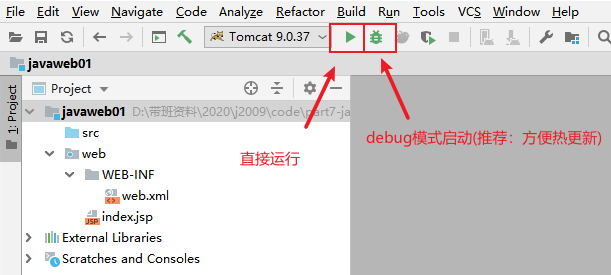 File Edit View Navigate Code Analyze Refactor Build Run Tools VCS Window Help
Tomcat 9.0.37
javaweb01
1: Project
Project
javaweb01 D:\带班资料\2020\j2009\code\part7-ja
src
web
WEB-INF
web.xml
JSP index.jsp
External Libraries
Scratches and Consoles
直接运行
debug模式启动(推荐：方便热更新)